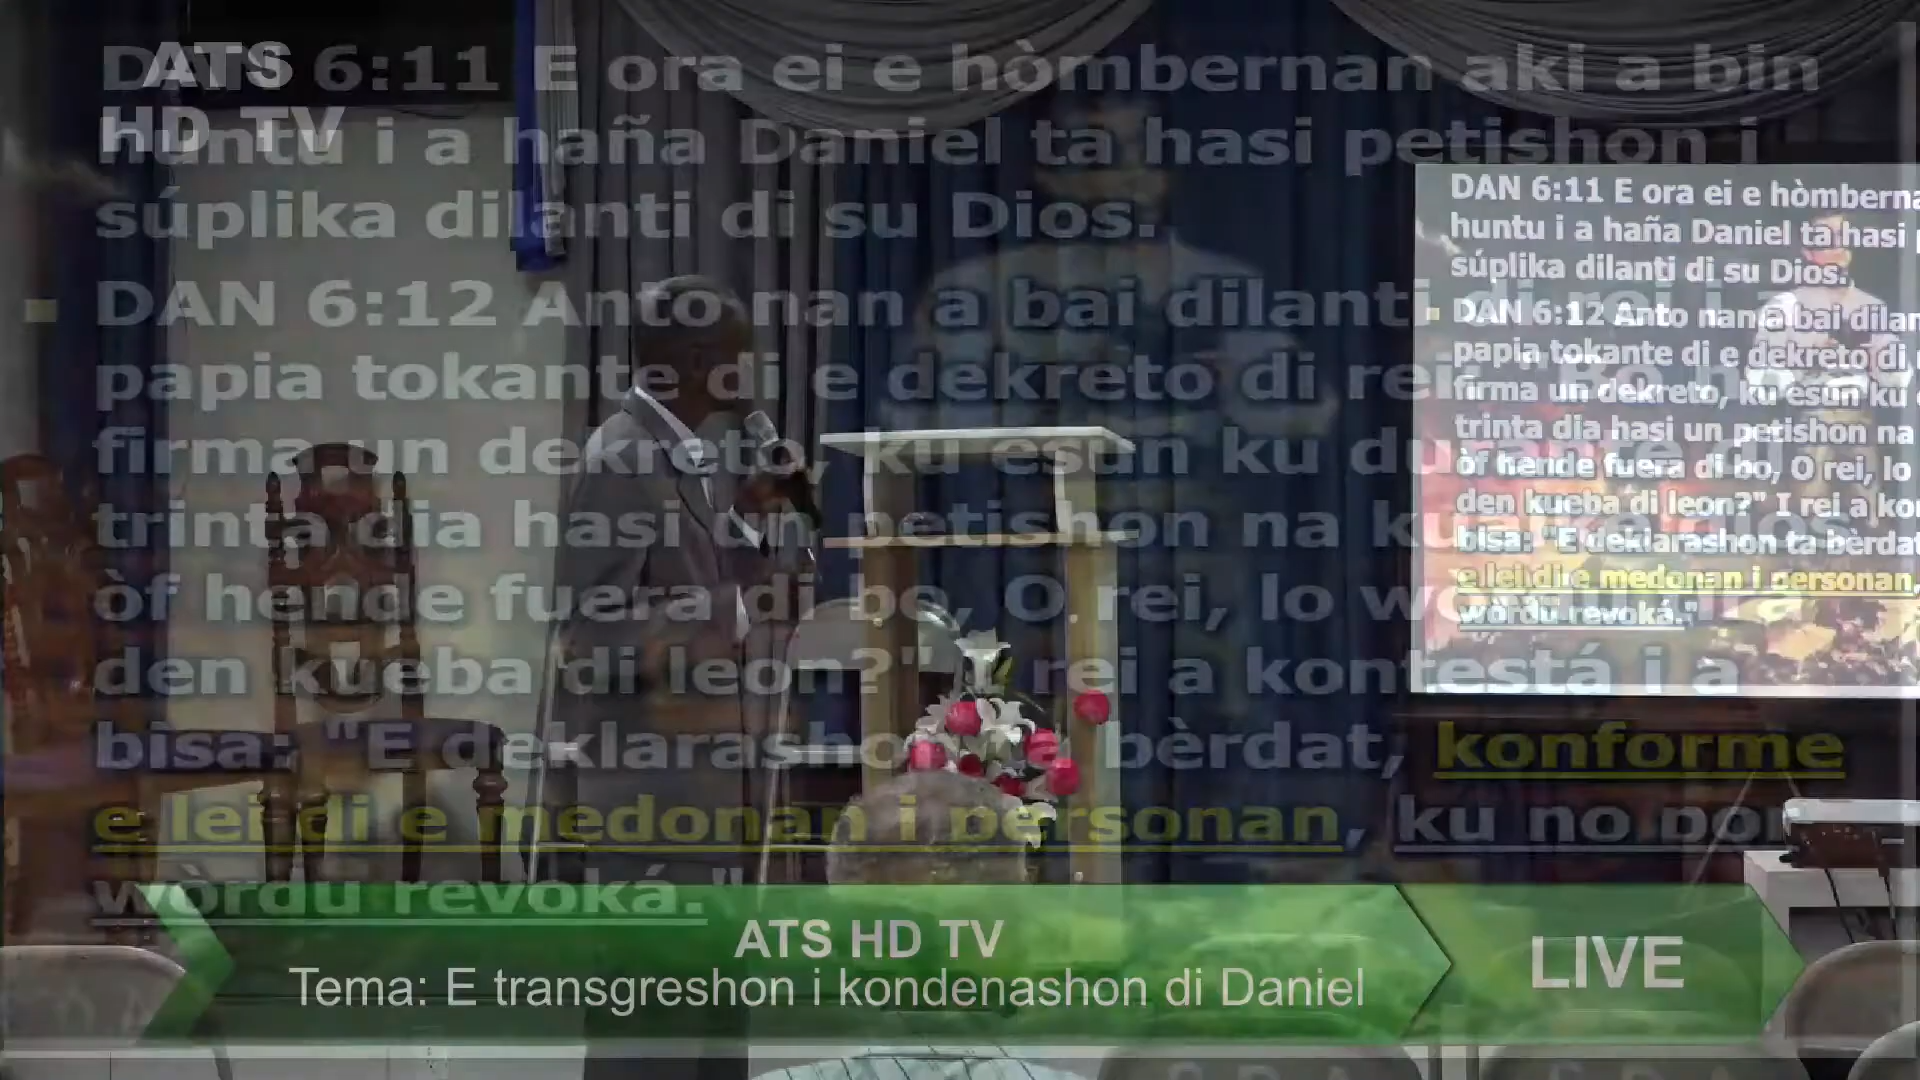 ATS
HD TV
DAN 6:11 E ora ei e hòmbernan aki a bin
huntu i a haña Daniel ta hasi petishon i
súplika dilanti di su Dios.
DAN 6:12 Anto nan a bai dilanti di rei i a
papia tokante di e dekreto di rei: "Bo no a
firma un dekreto, ku esun ku durante di
trinta dia hasi un petishon na kualke dios
òf hende fuera di bo, O rei, lo wòrdu tira
den kueba di leon?" I rei a kontestá i a
bisa: "E deklarashon ta bèrdat, konforme
e lei di e medonan i personan, ku no por
wòrdu revoká."
DAN 6:11 E ora ei e hòmberna
huntu i a haña Daniel ta hasi
súplika dilanti di su Dios.
DAN 6:12 Anto nan a bai dilan
papia tokante di e dekreto di
firma un dekreto, ku esun ku
trinta dia hasi un petishon na
òf hende fuera di bo, O rei, lo
den kueba di leon?" I rei a ko
bisa: "E deklarashon ta bèrdat
e lei di e medonan i personan,
wòrdu revoká."
ATS HD TV
Tema: E transgreshon i kondenashon di Daniel
LIVE